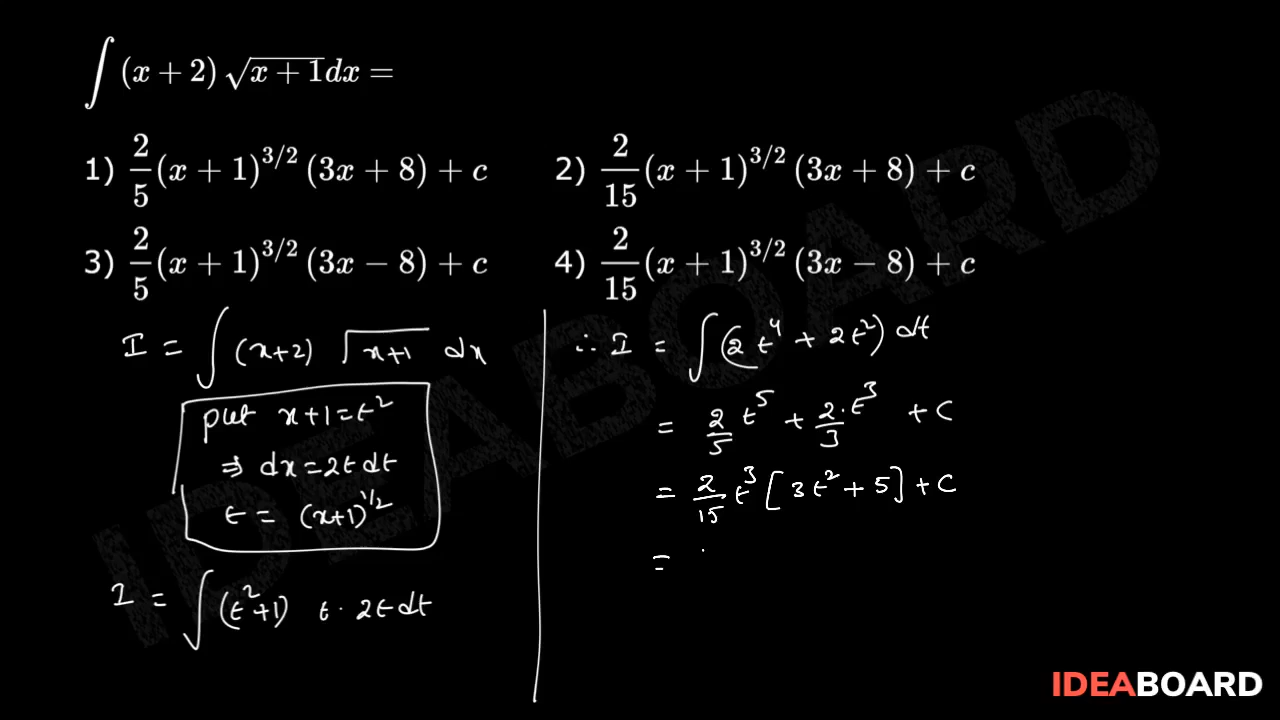 ∫ (x + 2) √(x + 1) dx =
1) 2/5 (x + 1)^{3/2} (3x + 8) + c
2) 2/15 (x + 1)^{3/2} (3x + 8) + c
3) 2/5 (x + 1)^{3/2} (3x − 8) + c
4) 2/15 (x + 1)^{3/2} (3x − 8) + c
I = ∫ (x+2) √(x+1) dx
put x+1 = t²
⇒ dx = 2t dt
t = (x+1)^{1/2}
I = ∫ (t²+1) t · 2t dt
∴ I = ∫ (2t⁴ + 2t²) dt
= 2/5 t⁵ + 2/3 · t³ + c
= 2/15 t³ [3t² + 5] + c
=
IDEABOARD
IDEABOARD